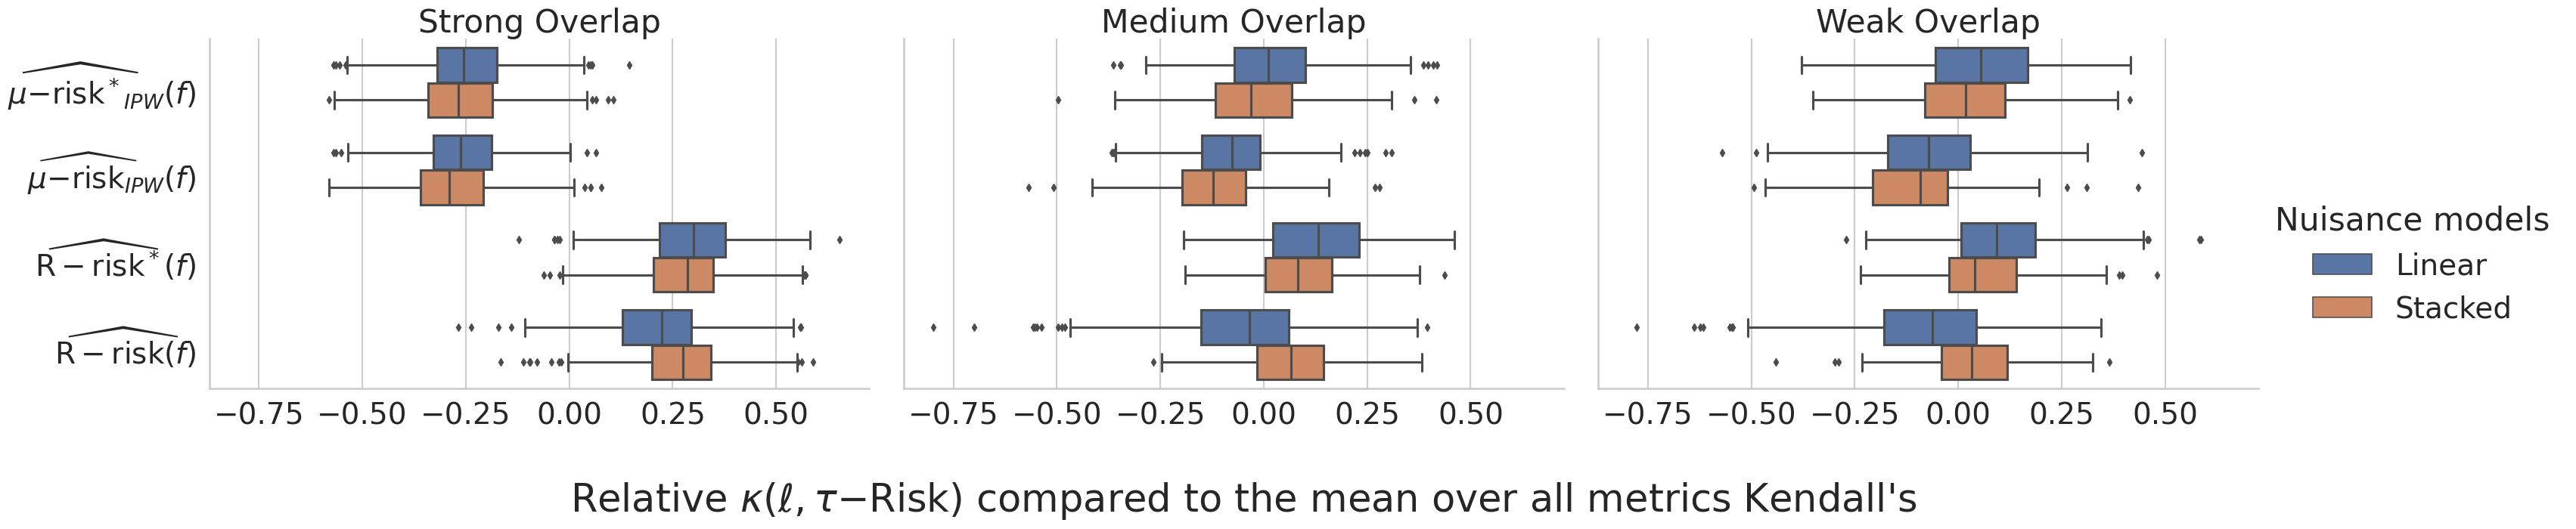 Strong Overlap
Medium Overlap
Weak Overlap
μ−risk*IPW(f)
μ−riskIPW(f)
R−risk*(f)
R−risk(f)
−0.75 −0.50 −0.25 0.00 0.25 0.50
−0.75 −0.50 −0.25 0.00 0.25 0.50
−0.75 −0.50 −0.25 0.00 0.25 0.50
Nuisance models
Linear
Stacked
Relative κ(ℓ, τ−Risk) compared to the mean over all metrics Kendall's